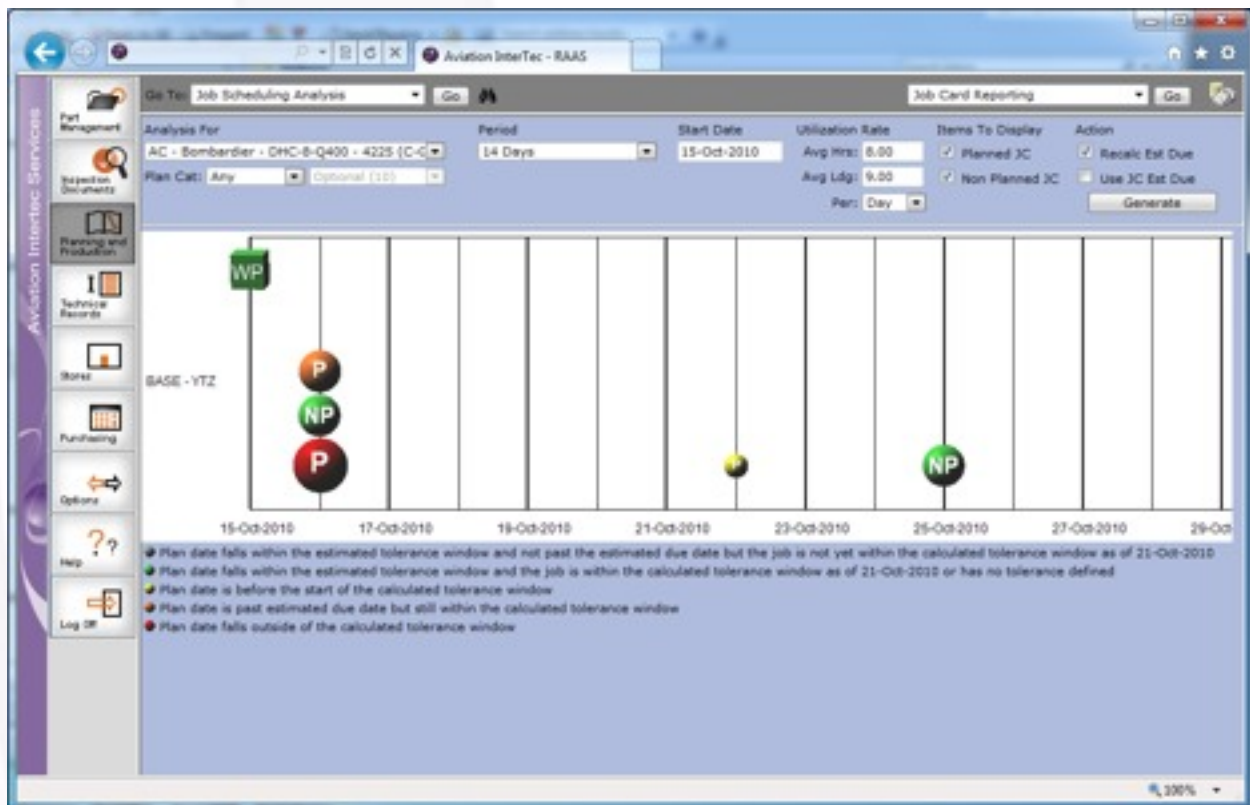 Aviation InterTec - RAAS
Aviation Intertec Services
Go To: Job Scheduling Analysis Go Job Card Reporting Go
Part Management
Inspection Documents
Planning and Production
Technical Records
Stores
Purchasing
Options
Help
Log Off
Analysis For Period Start Date Utilization Rate Items To Display Action
AC - Bombardier - DHC-8-Q400 - 4225 (C-G 14 Days 15-Oct-2010 Avg Hrs: 8.00 Planned JC Recalc Est Due
Plan Cat: Any Optional (10) Avg Ldg: 9.00 Non Planned JC Use JC Est Due
Per: Day Generate
WP
P
BASE - YTZ
NP
P P NP
15-Oct-2010 17-Oct-2010 19-Oct-2010 21-Oct-2010 23-Oct-2010 25-Oct-2010 27-Oct-2010 29-Oct
Plan date falls within the estimated tolerance window and not past the estimated due date but the job is not yet within the calculated tolerance window as of 21-Oct-2010
Plan date falls within the estimated tolerance window and the job is within the calculated tolerance window as of 21-Oct-2010 or has no tolerance defined
Plan date is before the start of the calculated tolerance window
Plan date is past estimated due date but still within the calculated tolerance window
Plan date falls outside of the calculated tolerance window
100%